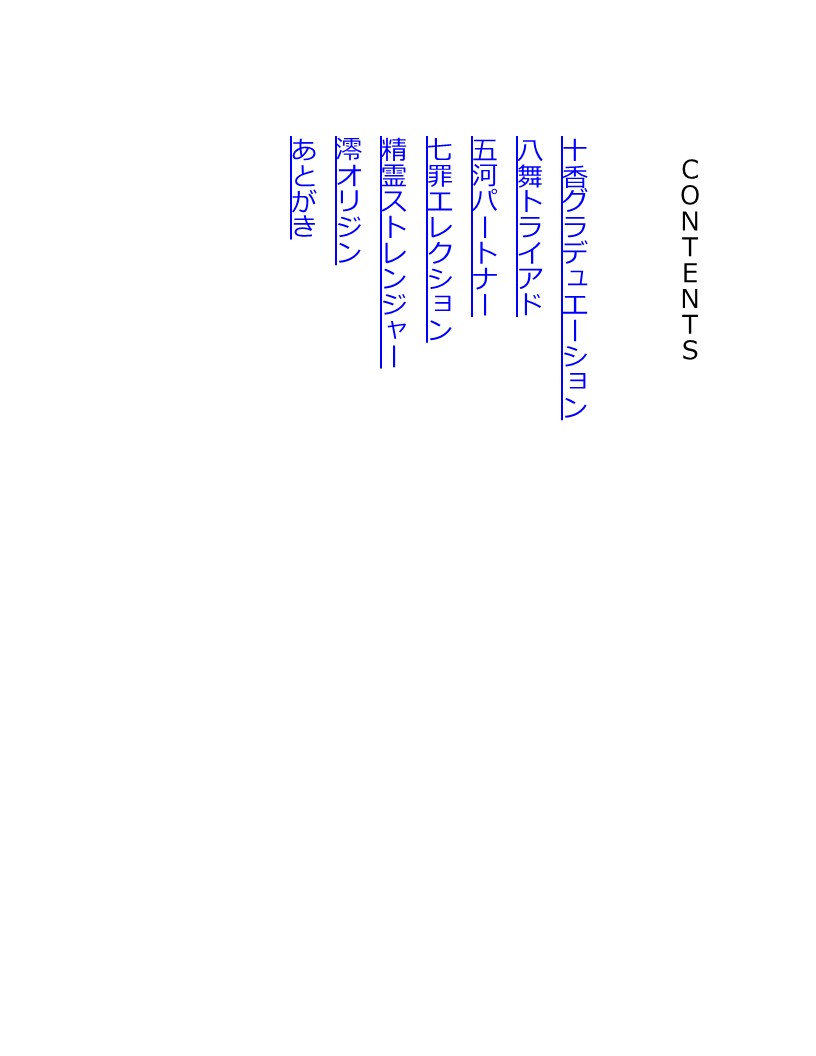 CONTENTS
十香グラデュエーション
八舞トライアド
五河パートナー
七罪エレクション
精霊ストレンジャー
澪オリジン
あとがき